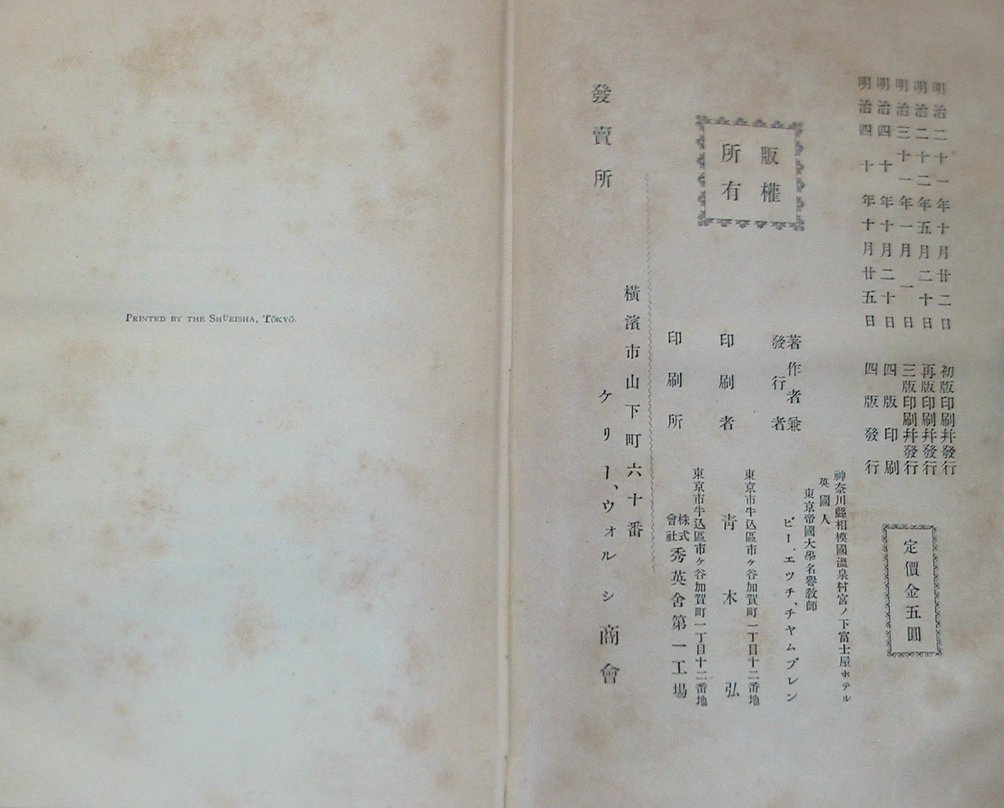 明治二十一年十月廿二日 初版印刷幷發行
明治二十二年五月二十日 再版印刷幷發行
明治三十一年一月一日 三版印刷幷發行
明治四十年十月二十日 四版印刷
明治四十年十月廿五日 四版發行
定價金五圓
版權
所有
神奈川縣相模國溫泉村宮ノ下富士屋ホテル
英國人
東京帝國大學名譽教師
著作者兼
發行者
ビー、エツチ、チヤムブレン
東京市牛込區市ヶ谷加賀町一丁目十二番地
印刷者 青木弘
東京市牛込區市ヶ谷加賀町一丁目十二番地
印刷所 株式會社 秀英舍第一工場
橫濱市山下町六十番
發賣所 ケリー、ウォルシ商會
PRINTED BY THE SHŪEISHA, TŌKYŌ.